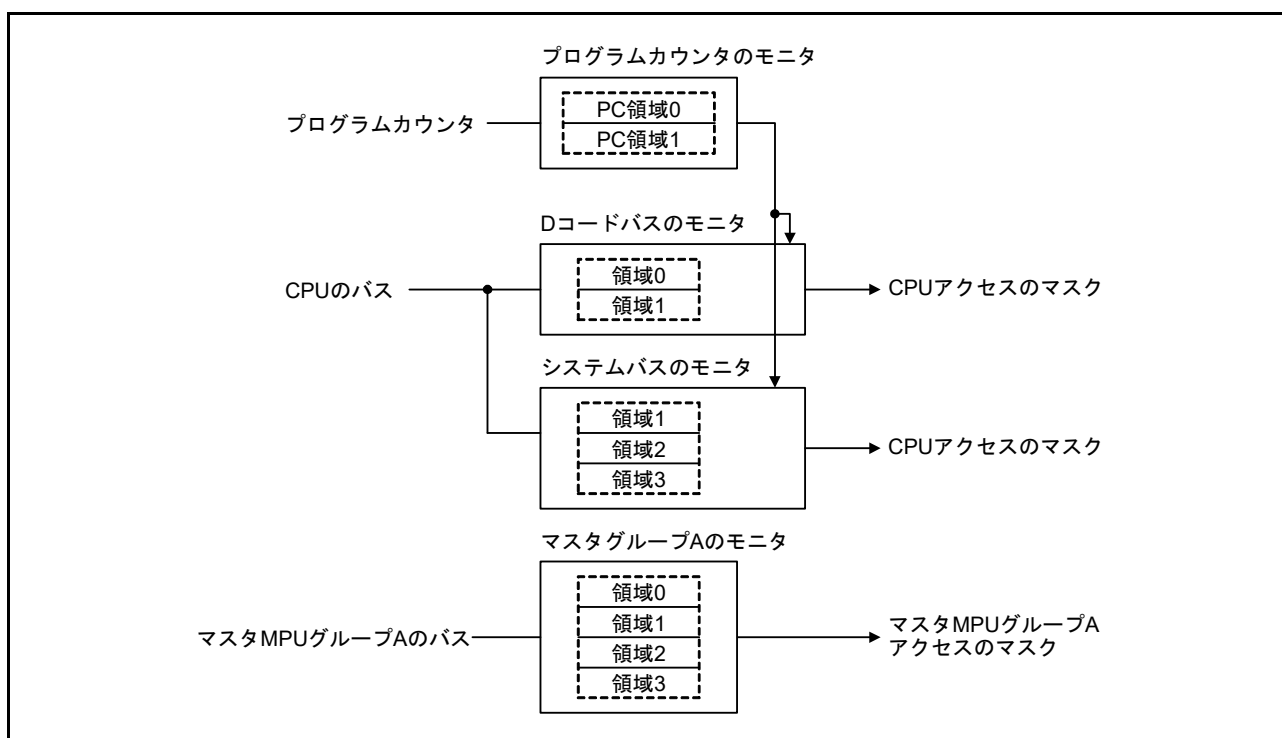 プログラムカウンタのモニタ
プログラムカウンタ
PC領域0
PC領域1
Dコードバスのモニタ
CPUのバス
領域0
領域1
CPUアクセスのマスク
システムバスのモニタ
領域1
領域2
領域3
CPUアクセスのマスク
マスタグループAのモニタ
マスタMPUグループAのバス
領域0
領域1
領域2
領域3
マスタMPUグループA
アクセスのマスク